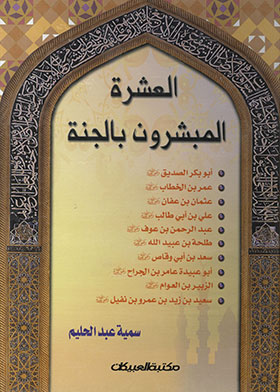 العشرة
المبشرون بالجنة
أبو بكر الصديق
عمر بن الخطاب
عثمان بن عفان
علي بن أبي طالب
عبد الرحمن بن عوف
طلحة بن عبيد الله
سعد بن أبي وقاص
أبو عبيدة عامر بن الجراح
الزبير بن العوام
سعيد بن زيد بن عمرو بن نفيل
سمية عبد الحليم
مكتبة العبيكان